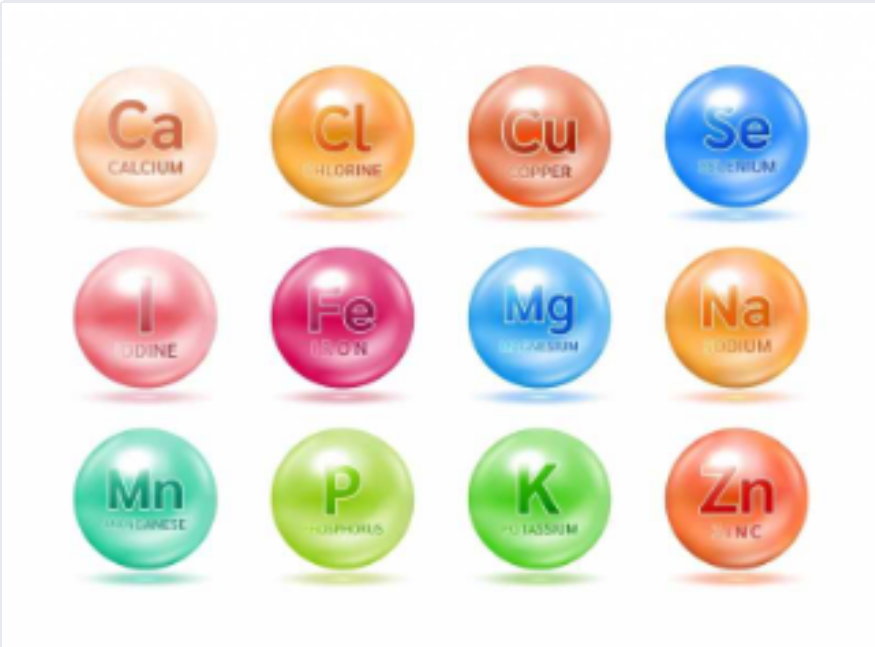 Ca
CALCIUM
Cl
CHLORINE
Cu
COPPER
Se
SELENIUM
I
IODINE
Fe
IRON
Mg
MAGNESIUM
Na
SODIUM
Mn
MANGANESE
P
PHOSPHORUS
K
POTASSIUM
Zn
ZINC